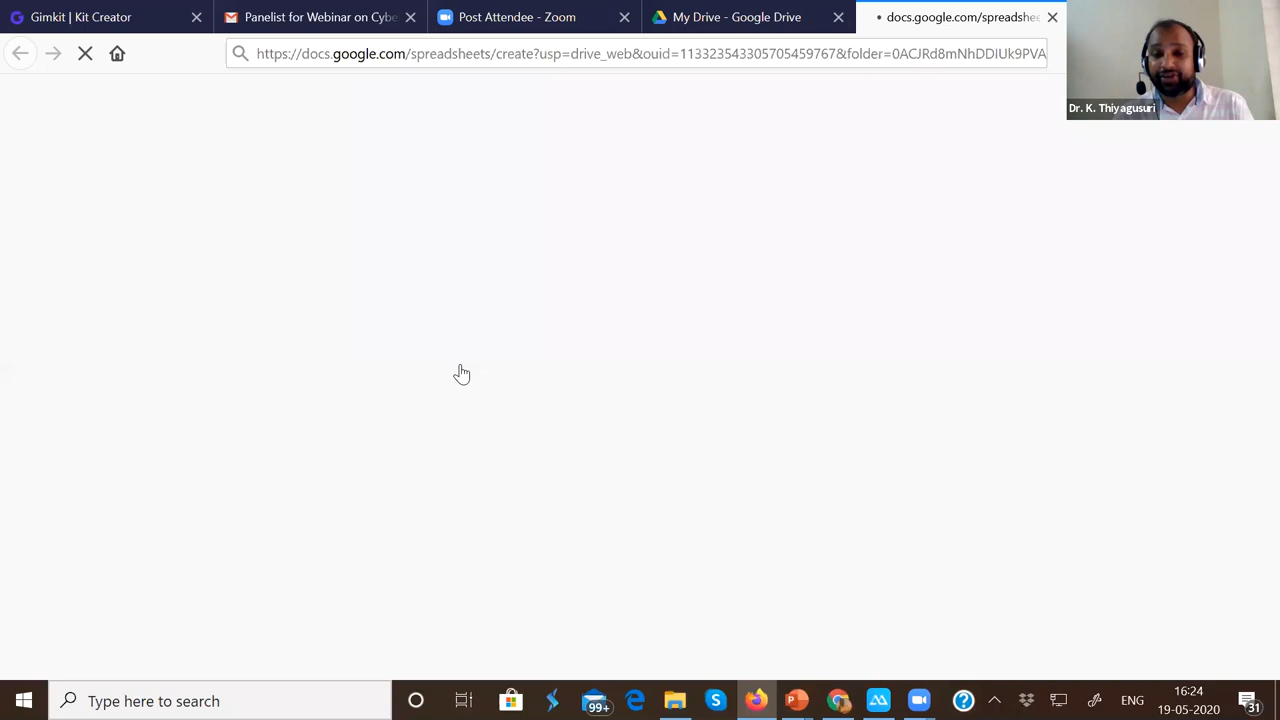 Gimkit | Kit Creator
Panelist for Webinar on Cybe
Post Attendee - Zoom
My Drive - Google Drive
docs.google.com/spreadshee
https://docs.google.com/spreadsheets/create?usp=drive_web&ouid=113323543305705459767&folder=0ACJRd8mNhDDIUk9PVA
Dr. K. Thiyagusuri
Type here to search
99+
ENG
16:24
19-05-2020
31